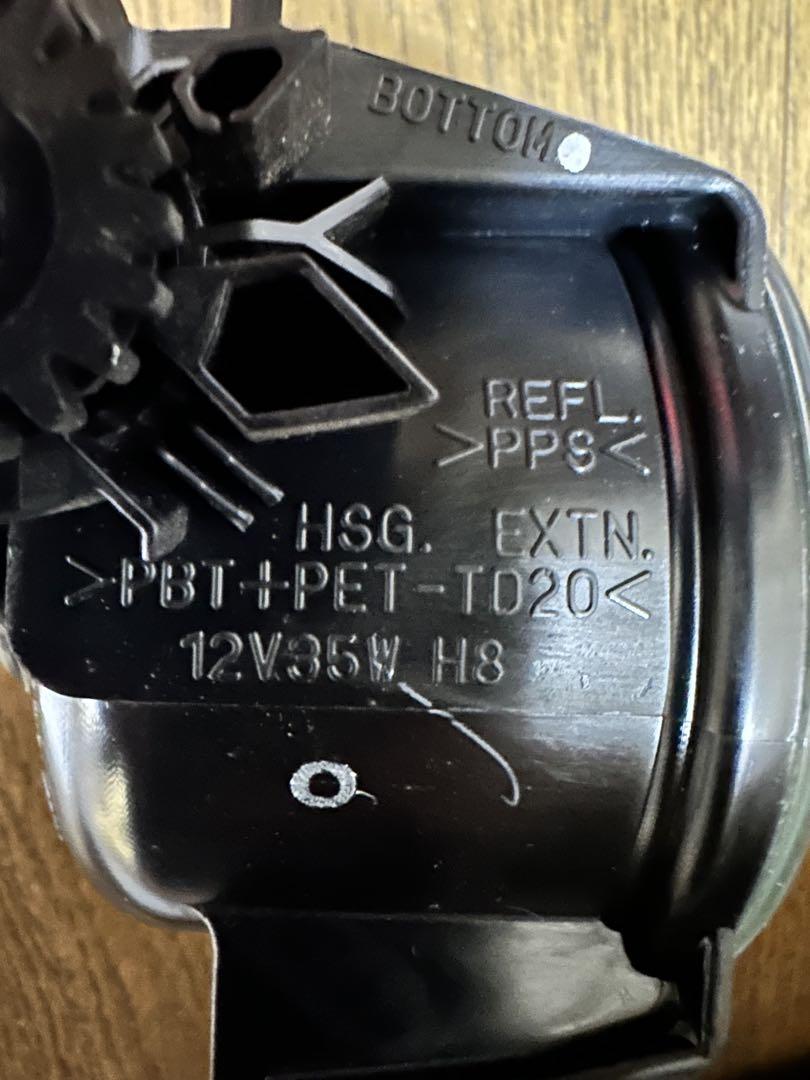 BOTTOM
REFL.
>PPS<
HSG. EXTN.
>PBT+PET-TD20<
12V35W H8